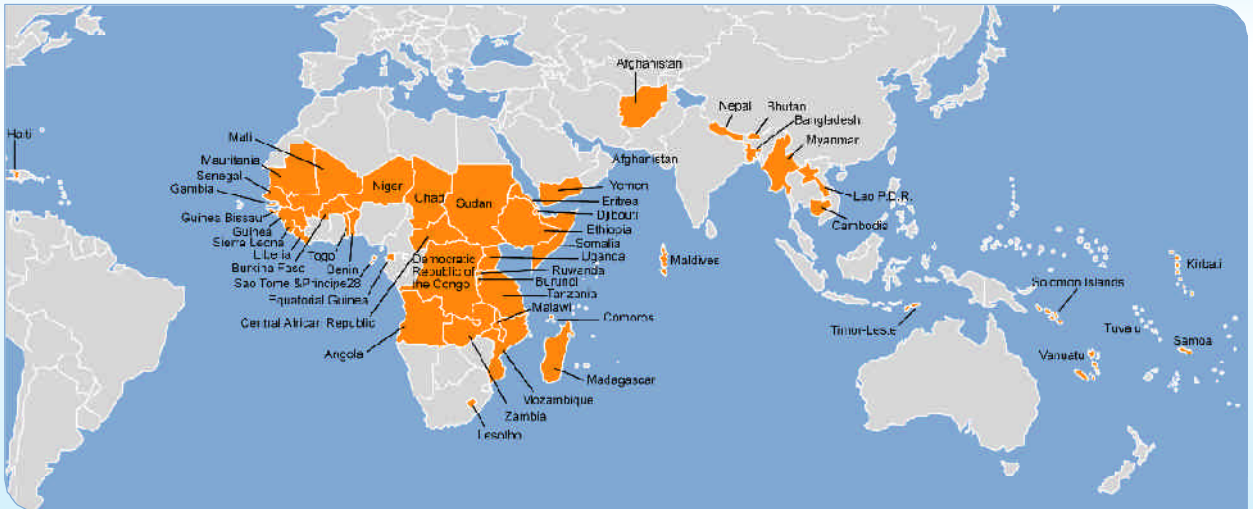 Haiti
Mali
Mauritania
Senegal
Gambia
Guinea Bissau
Guinea
Sierra Leone
Liberia
Burkina Faso
Togo
Benin
Sao Tome &Principe28
Equatorial Guinea
Central African Republic
Angola
Niger
Chad
Sudan
Democratic
Republic of
the Congo
Afghanistan
Afghanistan
Yemen
Eritrea
Djibouti
Ethiopia
Somalia
Uganda
Ruwanda
Burundi
Tanzania
Malawi
Comoros
Madagascar
Mozambique
Zambia
Lesotho
Nepal
Bhutan
Bangladesh
Myanmar
Lao P.D.R.
Cambodia
Maldives
Timor-Leste
Solomon Islands
Kiribati
Tuvalu
Vanuatu
Samoa